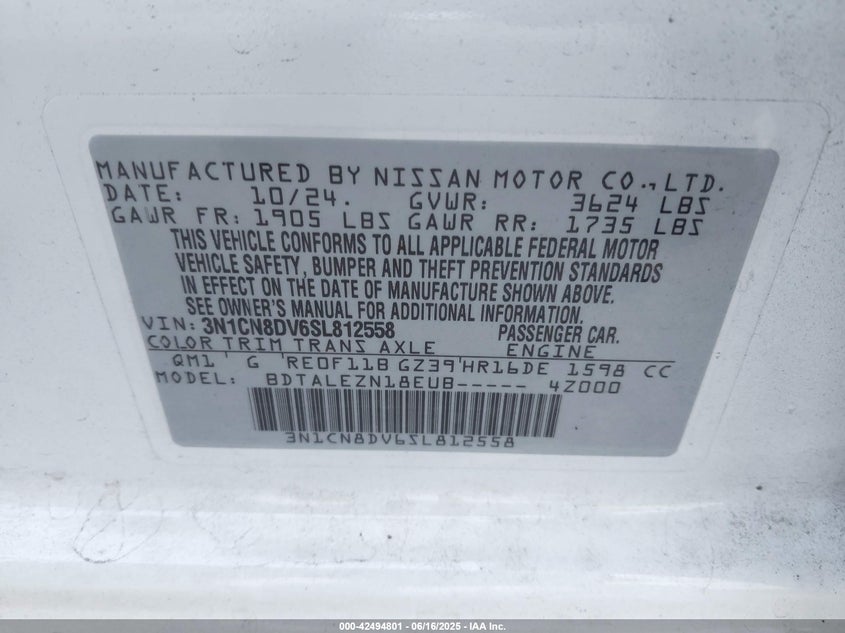 MANUFACTURED BY NISSAN MOTOR CO.,LTD.
DATE: 10/24. GVWR: 3624 LBS
GAWR FR: 1905 LBS GAWR RR: 1735 LBS
THIS VEHICLE CONFORMS TO ALL APPLICABLE FEDERAL MOTOR
VEHICLE SAFETY, BUMPER AND THEFT PREVENTION STANDARDS
IN EFFECT ON THE DATE OF MANUFACTURE SHOWN ABOVE.
SEE OWNER'S MANUAL FOR ADDITIONAL INFORMATION.
VIN: 3N1CN8DV6SL812558 PASSENGER CAR.
COLOR TRIM TRANS AXLE ENGINE
QM1 G RE0F11B GZ39 HR16DE 1598 CC
MODEL: BDTALEZN18EUB----- 4Z000
3N1CN8DV6SL812558
000-42494801 - 06/16/2025 - IAA Inc.